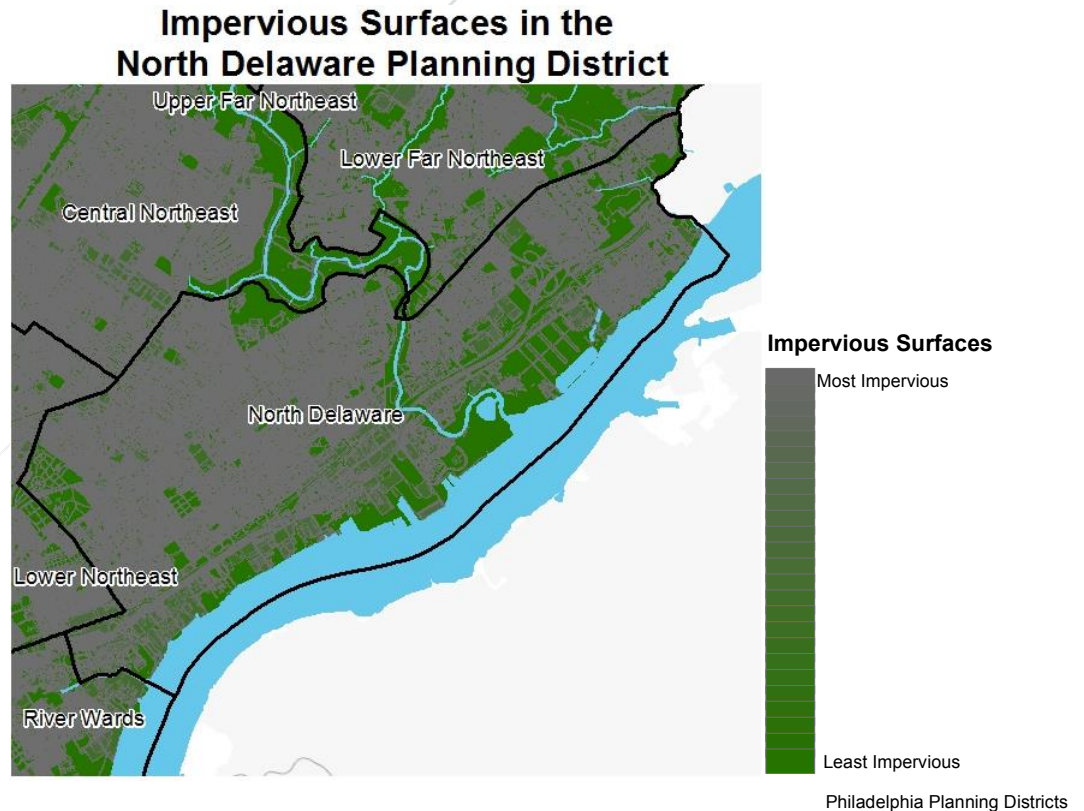 Impervious Surfaces in the
North Delaware Planning District
Upper Far Northeast
Lower Far Northeast
Central Northeast
North Delaware
Lower Northeast
River Wards
Impervious Surfaces
Most Impervious
Least Impervious
Philadelphia Planning Districts